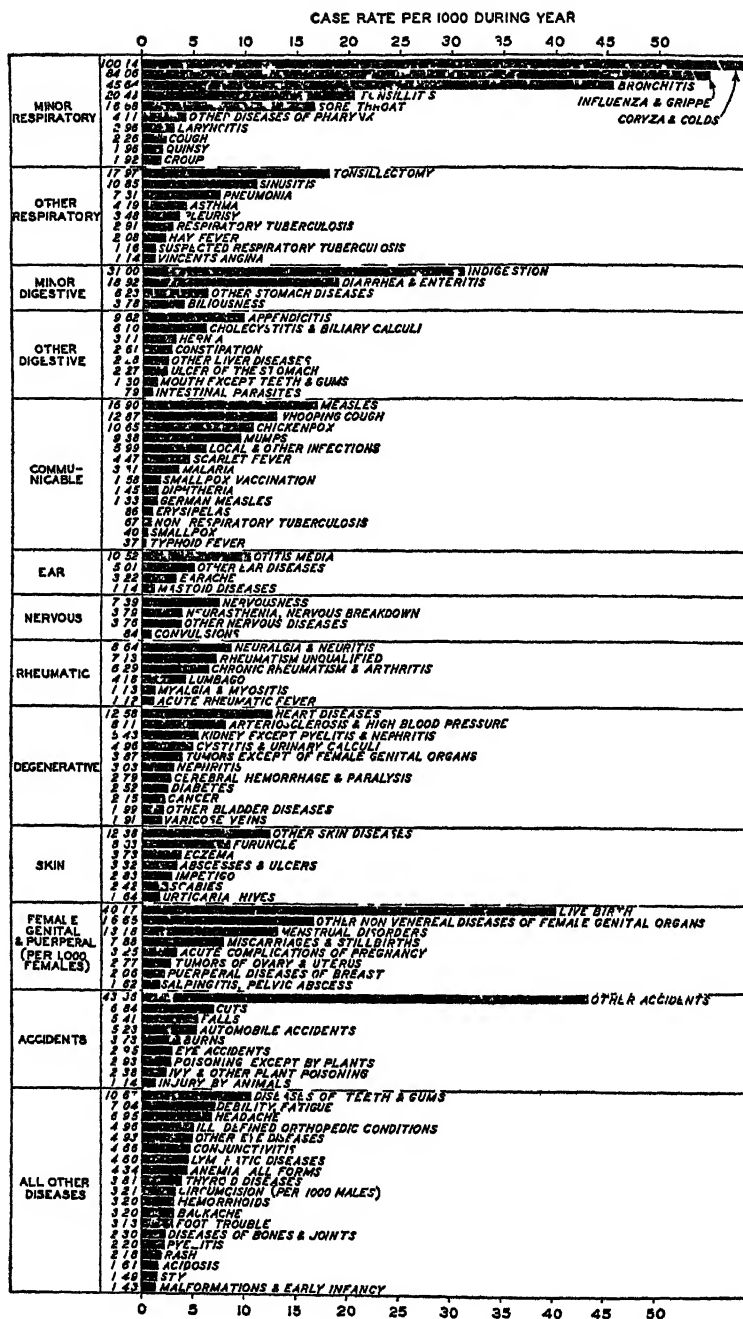 CASE RATE PER 1000 DURING YEAR
0 5 10 15 20 25 30 35 40 45 50
MINOR RESPIRATORY
100 14
84 06
45 64 BRONCHITIS
INFLUENZA & GRIPPE
CORYZA & COLDS
20 43 TONSILLITIS
16 68 SORE THROAT
4 11 OTHER DISEASES OF PHARYNX
2 96 LARYNGITIS
2 26 COUGH
1 96 QUINSY
1 92 CROUP
OTHER RESPIRATORY
17 97 TONSILLECTOMY
10 85 SINUSITIS
7 31 PNEUMONIA
4 19 ASTHMA
3 48 PLEURISY
2 91 RESPIRATORY TUBERCULOSIS
2 08 HAY FEVER
1 16 SUSPECTED RESPIRATORY TUBERCULOSIS
1 14 VINCENTS ANGINA
MINOR DIGESTIVE
31 00 INDIGESTION
18 92 DIARRHEA & ENTERITIS
6 23 OTHER STOMACH DISEASES
3 78 BILIOUSNESS
OTHER DIGESTIVE
9 62 APPENDICITIS
6 10 CHOLECYSTITIS & BILIARY CALCULI
3 11 HERNIA
2 61 CONSTIPATION
OTHER LIVER DISEASES
2 27 ULCER OF THE STOMACH
1 30 MOUTH EXCEPT TEETH & GUMS
79 INTESTINAL PARASITES
COMMU-
NICABLE
16 90 MEASLES
12 87 WHOOPING COUGH
10 65 CHICKENPOX
9 38 MUMPS
5 99 LOCAL & OTHER INFECTIONS
4 47 SCARLET FEVER
MALARIA
1 58 SMALLPOX VACCINATION
1 45 DIPHTHERIA
1 33 GERMAN MEASLES
86 ERYSIPELAS
67 NON RESPIRATORY TUBERCULOSIS
40 SMALLPOX
37 TYPHOID FEVER
EAR
10 52 OTITIS MEDIA
5 01 OTHER EAR DISEASES
3 22 EARACHE
1 14 MASTOID DISEASES
NERVOUS
7 39 NERVOUSNESS
3 79 NEURASTHENIA, NERVOUS BREAKDOWN
3 76 OTHER NERVOUS DISEASES
84 CONVULSIONS
RHEUMATIC
8 64 NEURALGIA & NEURITIS
7 13 RHEUMATISM UNQUALIFIED
6 29 CHRONIC RHEUMATISM & ARTHRITIS
4 16 LUMBAGO
1 13 MYALGIA & MYOSITIS
1 12 ACUTE RHEUMATIC FEVER
DEGENERATIVE
12 58 HEART DISEASES
8 11 ARTERIOSCLEROSIS & HIGH BLOOD PRESSURE
5 43 KIDNEY EXCEPT PYELITIS & NEPHRITIS
4 96 CYSTITIS & URINARY CALCULI
3 87 TUMORS EXCEPT OF FEMALE GENITAL ORGANS
3 03 NEPHRITIS
2 79 CEREBRAL HEMORRHAGE & PARALYSIS
2 52 DIABETES
2 15 CANCER
1 99 OTHER BLADDER DISEASES
1 91 VARICOSE VEINS
SKIN
12 38 OTHER SKIN DISEASES
8 33 FURUNCLE
3 73 ECZEMA
3 32 ABSCESSES & ULCERS
2 83 IMPETIGO
2 42 SCABIES
1 64 URTICARIA HIVES
FEMALE GENITAL & PUERPERAL (PER 1,000 FEMALES)
40 17 LIVE BIRTH
16 65 OTHER NON VENEREAL DISEASES OF FEMALE GENITAL ORGANS
13 18 MENSTRUAL DISORDERS
7 88 MISCARRIAGES & STILLBIRTHS
3 45 ACUTE COMPLICATIONS OF PREGNANCY
2 77 TUMORS OF OVARY & UTERUS
2 06 PUERPERAL DISEASES OF BREAST
1 62 SALPINGITIS, PELVIC ABSCESS
ACCIDENTS
43 36 OTHER ACCIDENTS
6 84 CUTS
5 41 FALLS
5 23 AUTOMOBILE ACCIDENTS
3 73 BURNS
2 95 EYE ACCIDENTS
2 93 POISONING EXCEPT BY PLANTS
2 38 IVY & OTHER PLANT POISONING
1 14 INJURY BY ANIMALS
ALL OTHER DISEASES
DISEASES OF TEETH & GUMS
7 04 DEBILITY, FATIGUE
6 95 HEADACHE
4 96 ILL DEFINED ORTHOPEDIC CONDITIONS
4 93 OTHER EYE DISEASES
4 68 CONJUNCTIVITIS
4 60 LYMPHATIC DISEASES
4 34 ANEMIA ALL FORMS
3 81 THYROID DISEASES
3 21 CIRCUMCISION (PER 1000 MALES)
3 20 HEMORRHOIDS
3 20 BACKACHE
3 13 FOOT TROUBLE
2 30 DISEASES OF BONES & JOINTS
2 20 PYELITIS
2 18 RASH
1 61 ACIDOSIS
1 49 STY
1 43 MALFORMATIONS & EARLY INFANCY
0 5 10 15 20 25 30 35 40 45 50